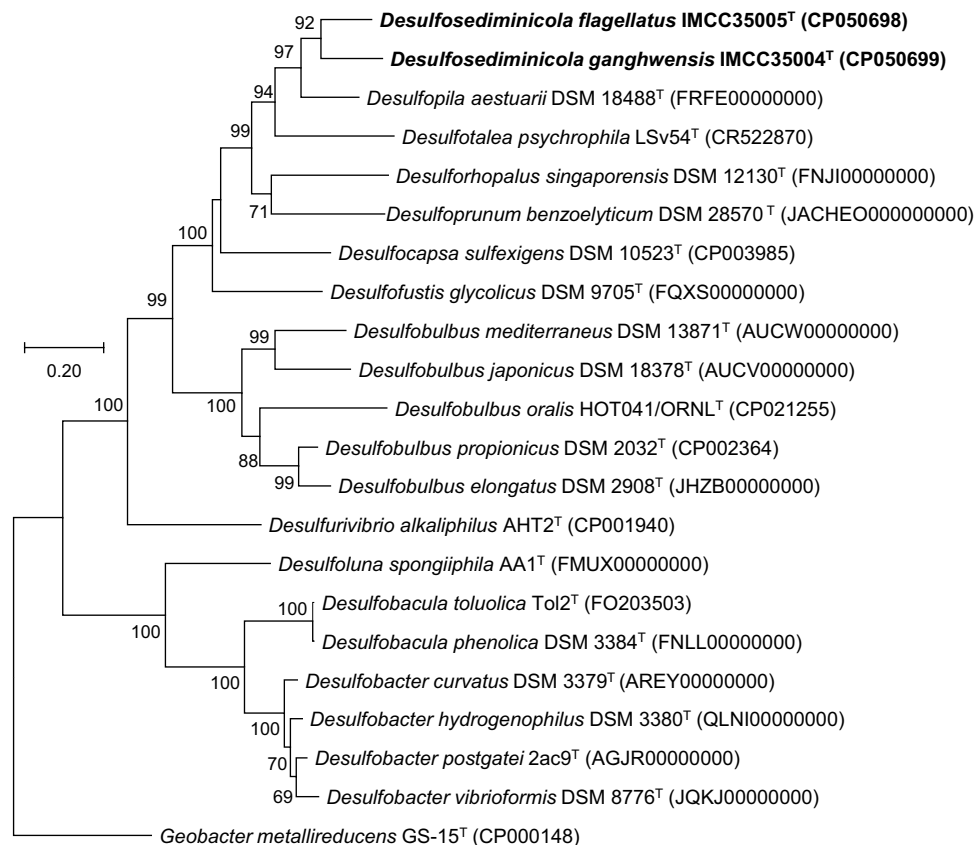 92
Desulfosediminicola flagellatus IMCC35005ᵀ (CP050698)
97
Desulfosediminicola ganghwensis IMCC35004ᵀ (CP050699)
94
Desulfopila aestuarii DSM 18488ᵀ (FRFE00000000)
99
Desulfotalea psychrophila LSv54ᵀ (CR522870)
Desulforhopalus singaporensis DSM 12130ᵀ (FNJI00000000)
71
Desulfoprunum benzoelyticum DSM 28570ᵀ (JACHEO000000000)
100
Desulfocapsa sulfexigens DSM 10523ᵀ (CP003985)
Desulfofustis glycolicus DSM 9705ᵀ (FQXS00000000)
99
Desulfobulbus mediterraneus DSM 13871ᵀ (AUCW00000000)
99
0.20
Desulfobulbus japonicus DSM 18378ᵀ (AUCV00000000)
100
100
Desulfobulbus oralis HOT041/ORNLᵀ (CP021255)
Desulfobulbus propionicus DSM 2032ᵀ (CP002364)
88
99
Desulfobulbus elongatus DSM 2908ᵀ (JHZB00000000)
Desulfurivibrio alkaliphilus AHT2ᵀ (CP001940)
Desulfoluna spongiiphila AA1ᵀ (FMUX00000000)
100
100
Desulfobacula toluolica Tol2ᵀ (FO203503)
Desulfobacula phenolica DSM 3384ᵀ (FNLL00000000)
100
Desulfobacter curvatus DSM 3379ᵀ (AREY00000000)
100
Desulfobacter hydrogenophilus DSM 3380ᵀ (QLNI00000000)
70
Desulfobacter postgatei 2ac9ᵀ (AGJR00000000)
69
Desulfobacter vibrioformis DSM 8776ᵀ (JQKJ00000000)
Geobacter metallireducens GS-15ᵀ (CP000148)